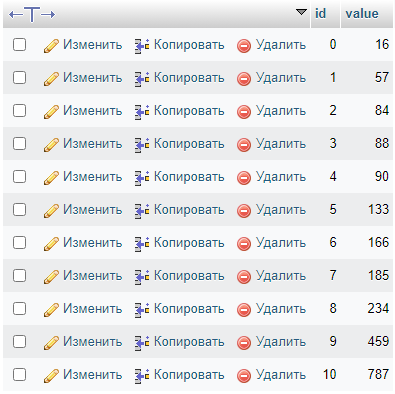 id value
Изменить Копировать Удалить 0 16
Изменить Копировать Удалить 1 57
Изменить Копировать Удалить 2 84
Изменить Копировать Удалить 3 88
Изменить Копировать Удалить 4 90
Изменить Копировать Удалить 5 133
Изменить Копировать Удалить 6 166
Изменить Копировать Удалить 7 185
Изменить Копировать Удалить 8 234
Изменить Копировать Удалить 9 459
Изменить Копировать Удалить 10 787